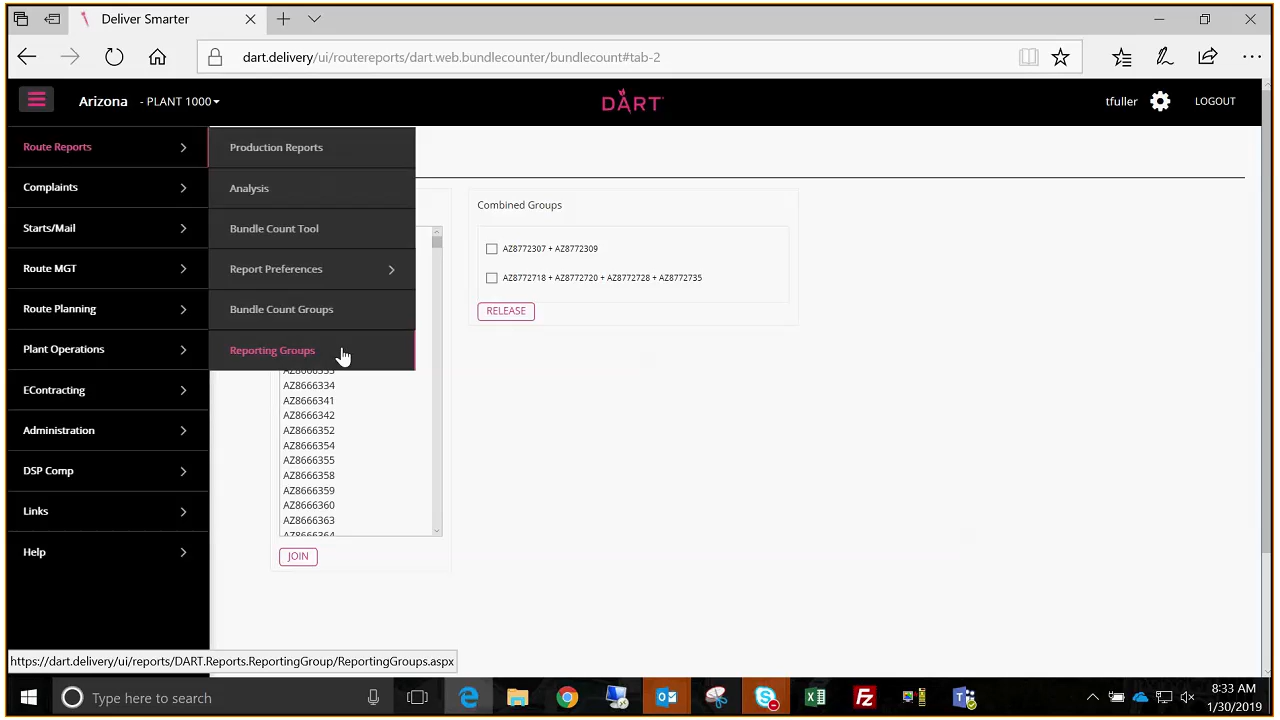 Deliver Smarter
dart.delivery/ui/routereports/dart.web.bundlecounter/bundlecount#tab-2
Arizona - PLANT 1000
DART
tfuller
LOGOUT
Route Reports
Complaints
Starts/Mail
Route MGT
Route Planning
Plant Operations
EContracting
Administration
DSP Comp
Links
Help
Production Reports
Analysis
Bundle Count Tool
Report Preferences
Bundle Count Groups
Reporting Groups
AZ8666334
AZ8666341
AZ8666342
AZ8666352
AZ8666354
AZ8666355
AZ8666358
AZ8666359
AZ8666360
AZ8666363
AZ8666364
JOIN
Combined Groups
AZ8772307 + AZ8772309
AZ8772718 + AZ8772720 + AZ8772728 + AZ8772735
RELEASE
https://dart.delivery/ui/reports/DART.Reports.ReportingGroup/ReportingGroups.aspx
Type here to search
8:33 AM
1/30/2019